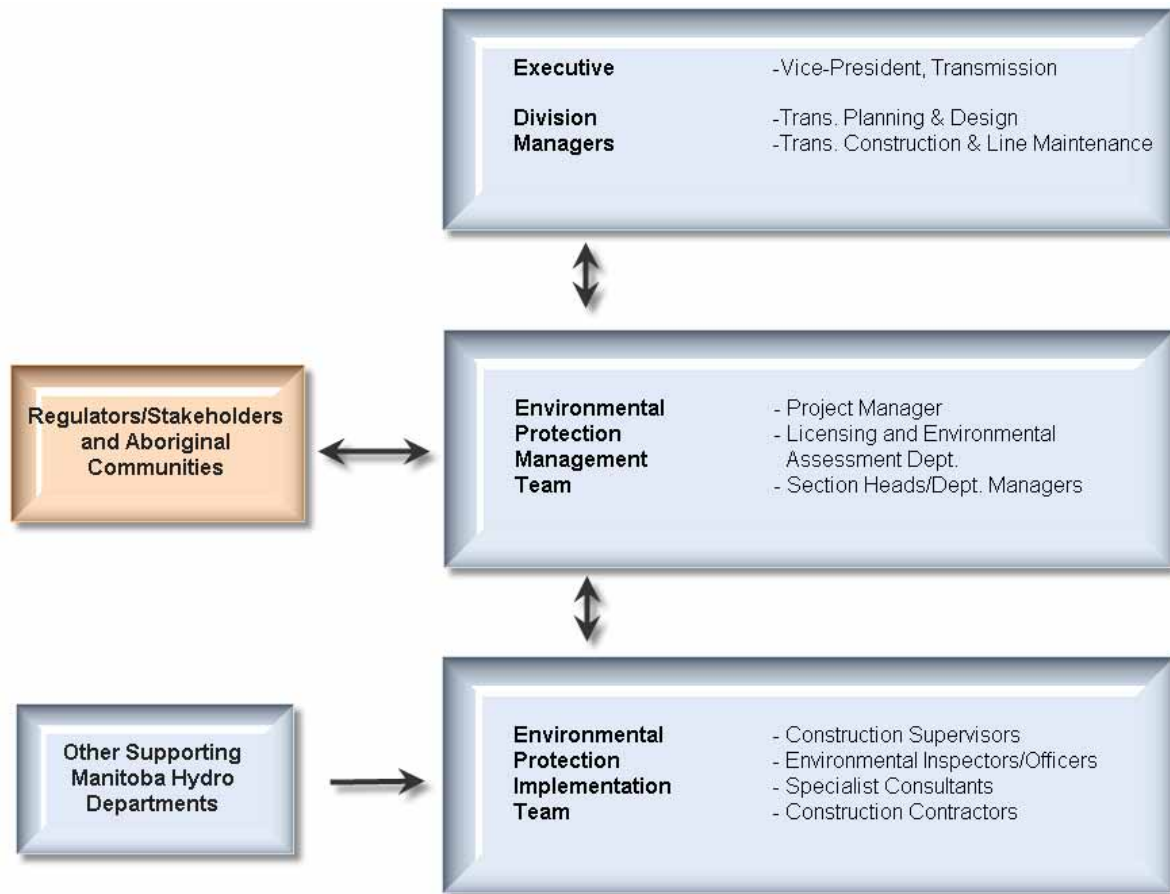 Executive -Vice-President, Transmission
Division -Trans. Planning & Design
Managers -Trans. Construction & Line Maintenance
Regulators/Stakeholders
and Aboriginal
Communities
Environmental - Project Manager
Protection - Licensing and Environmental
Management Assessment Dept.
Team - Section Heads/Dept. Managers
Other Supporting
Manitoba Hydro
Departments
Environmental - Construction Supervisors
Protection - Environmental Inspectors/Officers
Implementation - Specialist Consultants
Team - Construction Contractors